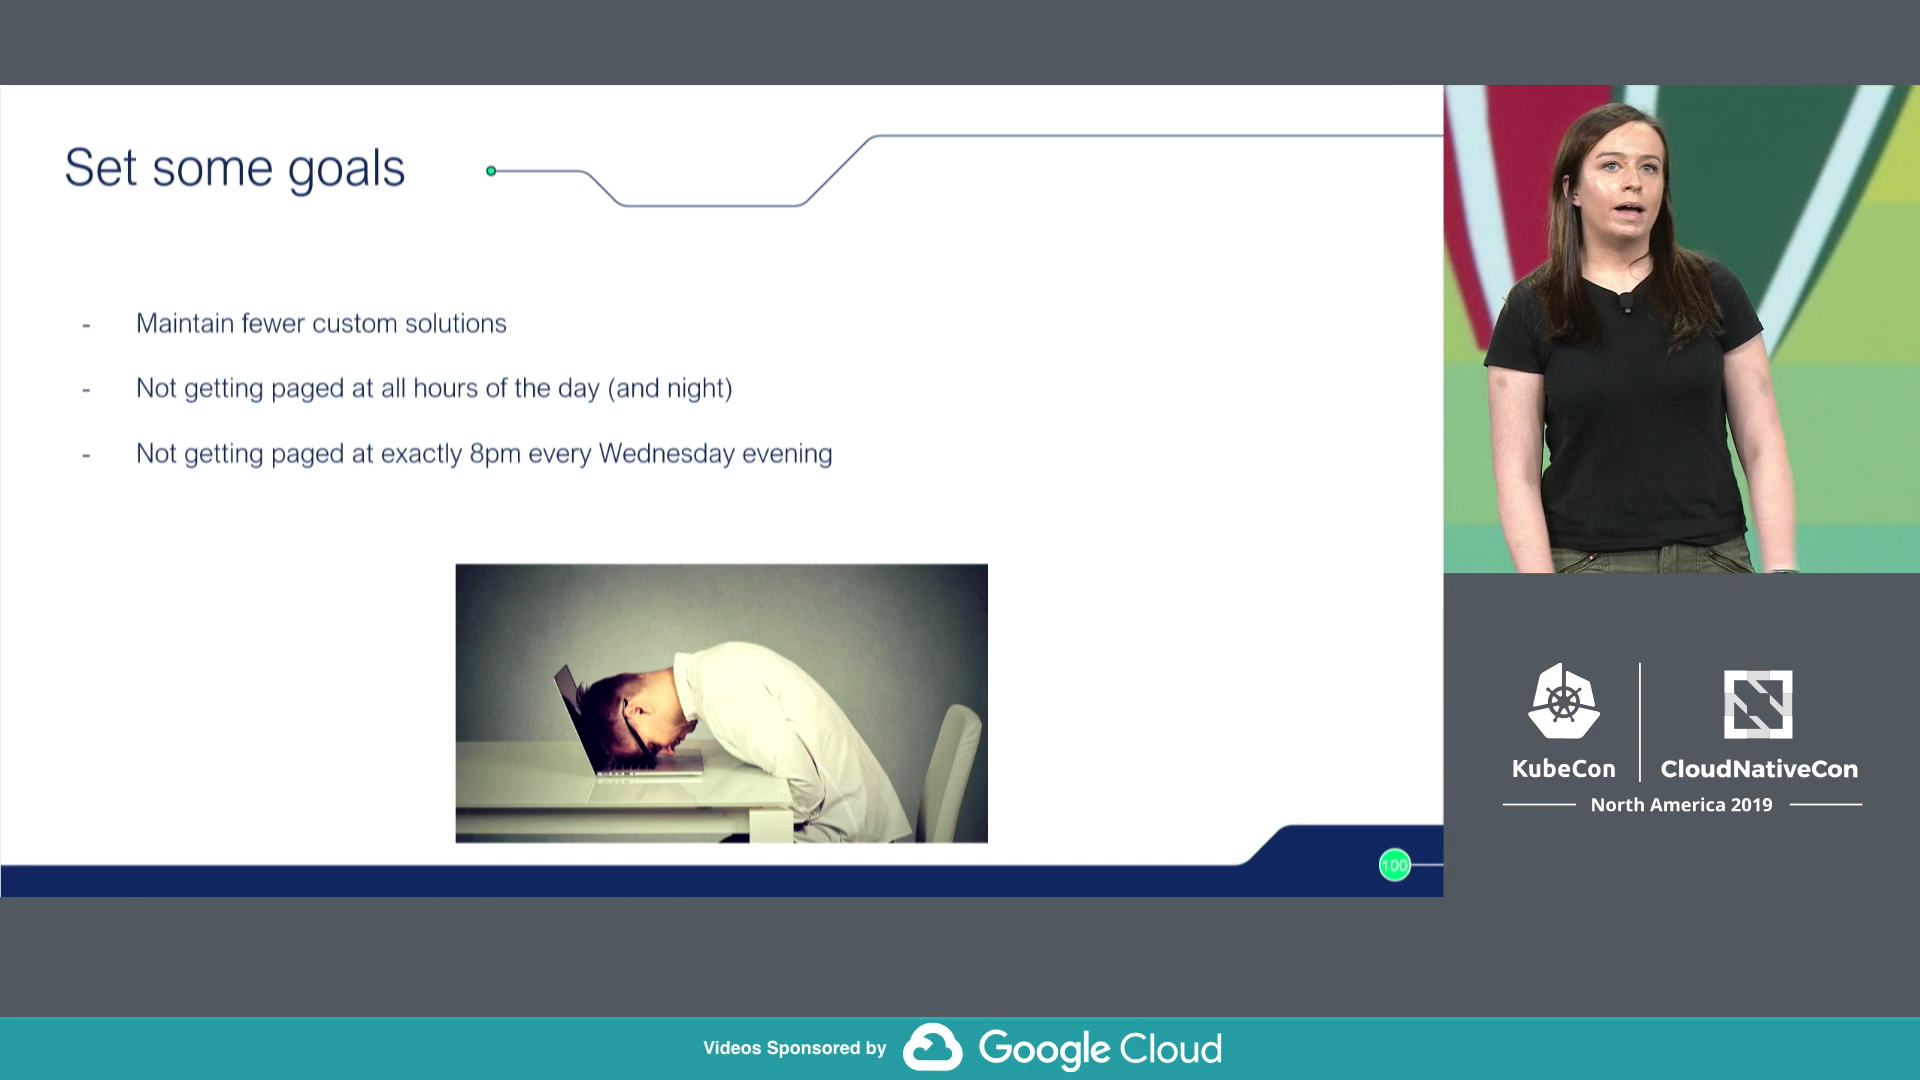 Set some goals
- Maintain fewer custom solutions
- Not getting paged at all hours of the day (and night)
- Not getting paged at exactly 8pm every Wednesday evening
100
KubeCon
CloudNativeCon
North America 2019
Videos Sponsored by
Google Cloud